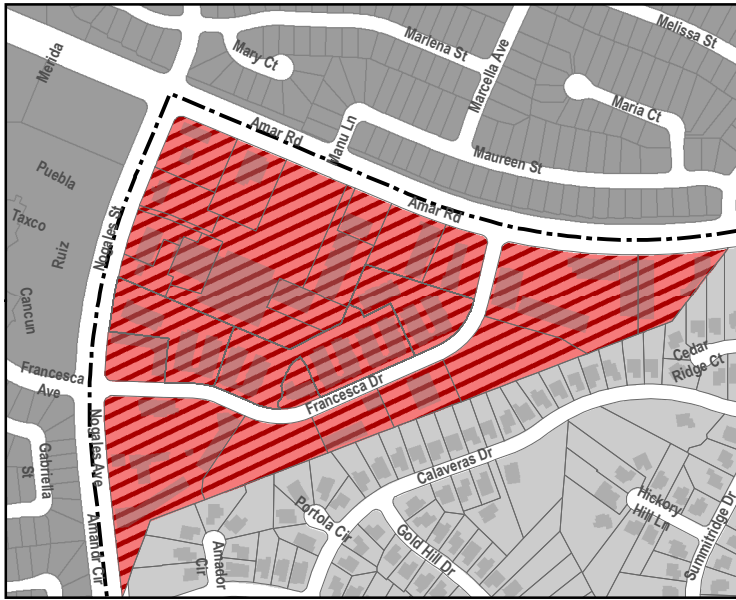 Melissa St
Marlena St
Mary Ct
Merida
Marcella Ave
Maria Ct
Amar Rd
Manu Ln
Maureen St
Puebla
Amar Rd
Taxco
Nogales St
Ruiz
Cancun
Cedar
Ridge Ct
Francesca
Ave
Francesca Dr
Nogales Ave
Gabriella
St
Calaveras Dr
Hickory
Hill Ln
Portola Cir
Gold Hill Dr
Summitridge Dr
Amador
Cir
Amandr Cir